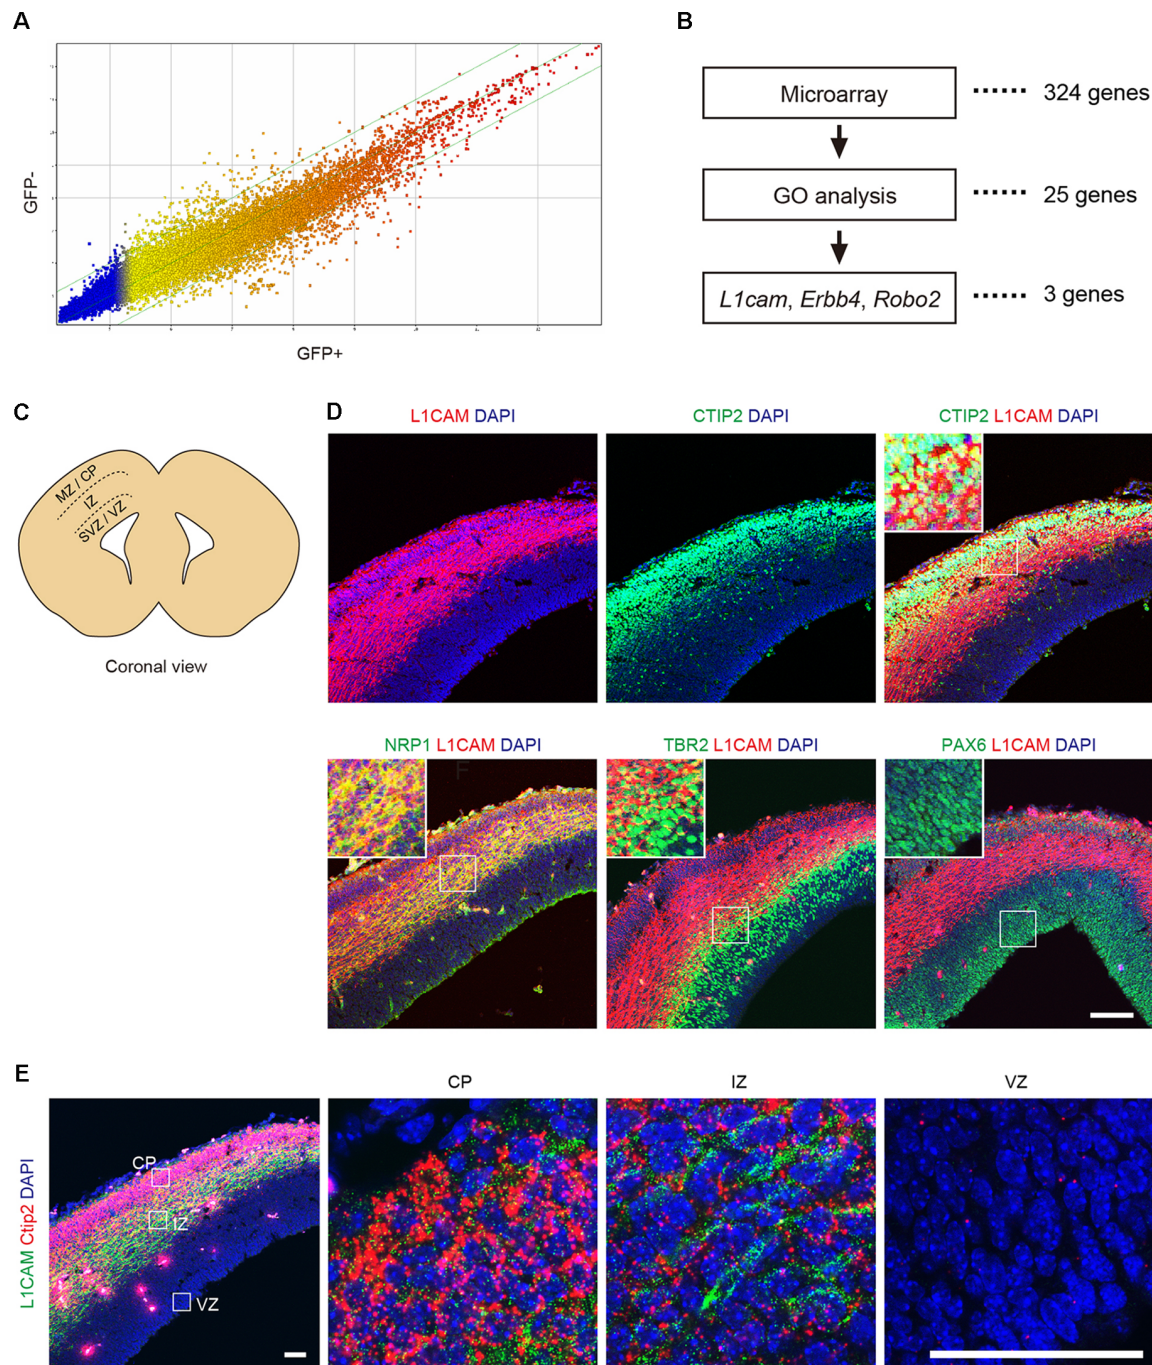 A
GFP-
GFP+
B
Microarray
324 genes
GO analysis
25 genes
L1cam, Erbb4, Robo2
3 genes
C
MZ / CP
IZ
SVZ / VZ
Coronal view
D
L1CAM DAPI
CTIP2 DAPI
CTIP2 L1CAM DAPI
NRP1 L1CAM DAPI
TBR2 L1CAM DAPI
PAX6 L1CAM DAPI
F
E
L1CAM Ctip2 DAPI
CP
IZ
VZ
CP
IZ
VZ